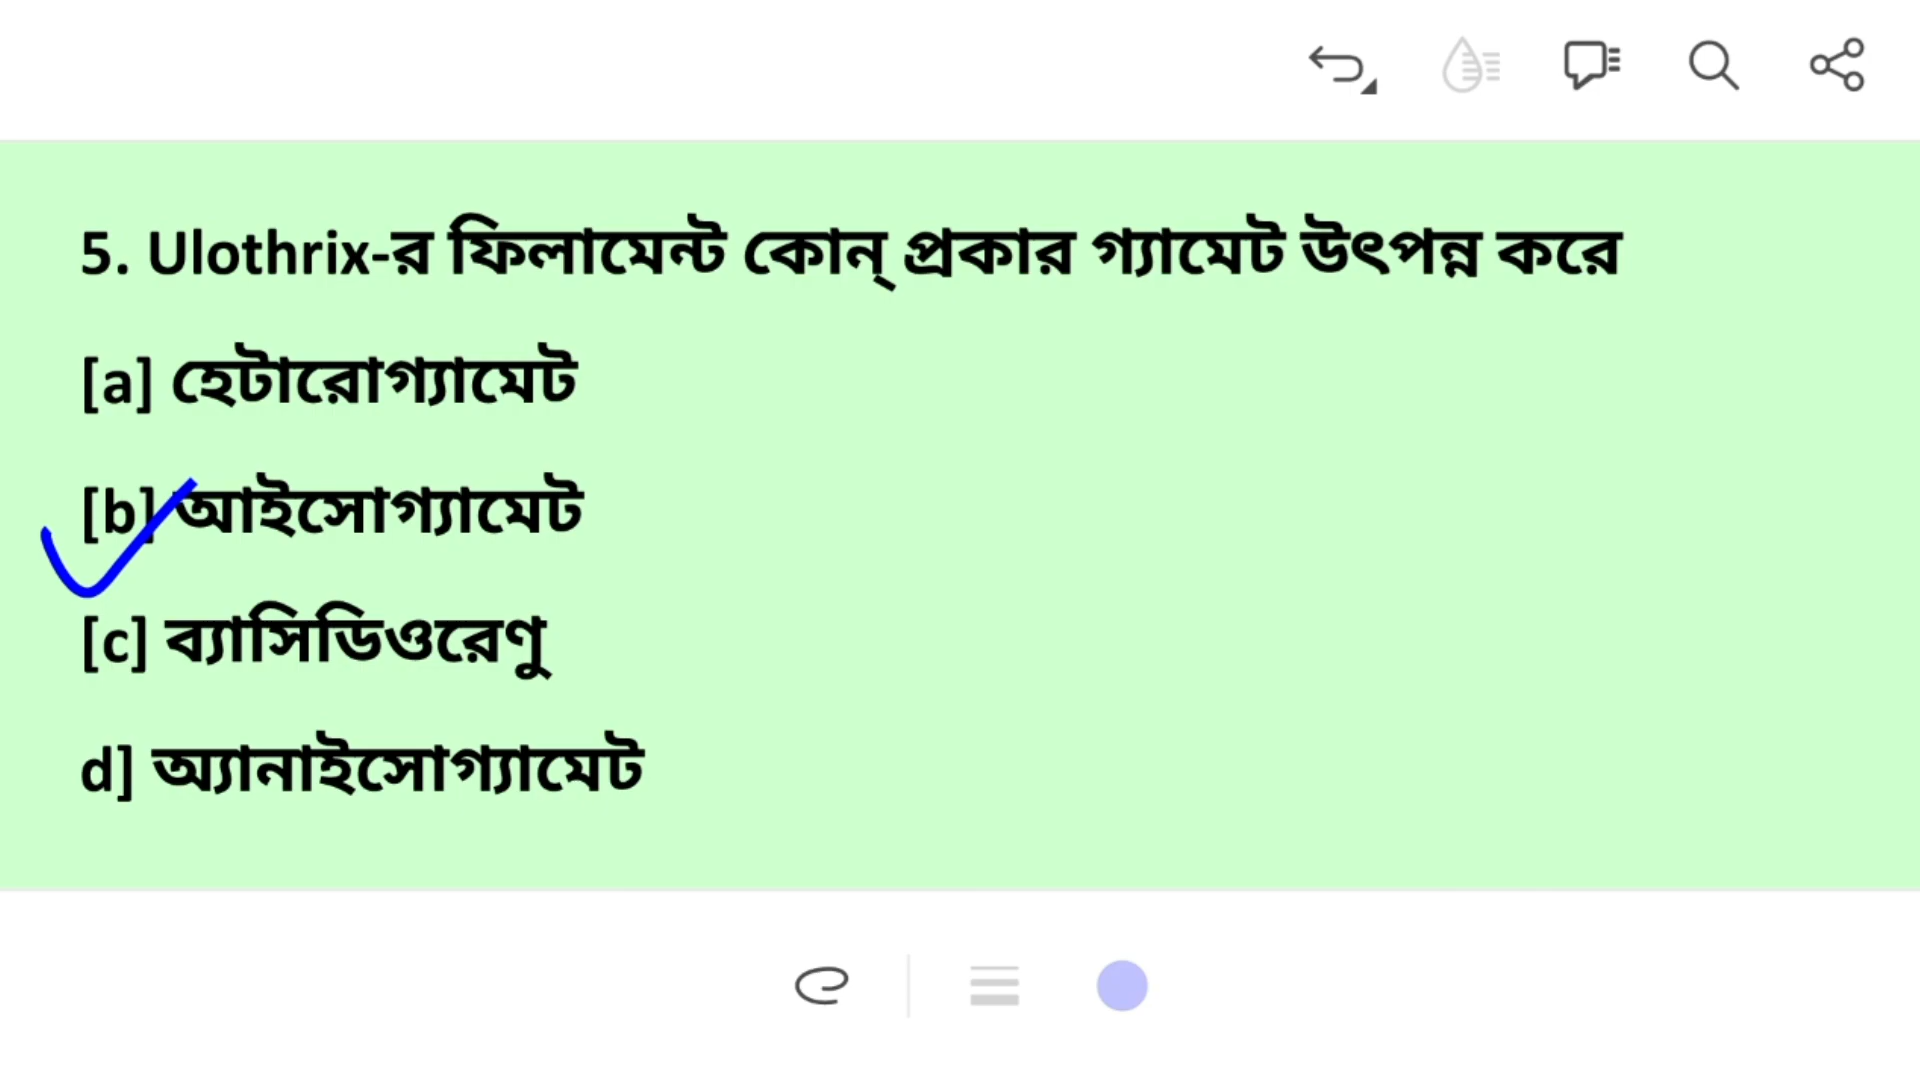 5. Ulothrix-র ফিলামেন্ট কোন্ প্রকার গ্যামেট উৎপন্ন করে
[a] হেটারোগ্যামেট
[b] আইসোগ্যামেট
[c] ব্যাসিডিওরেণু
d] অ্যানাইসোগ্যামেট